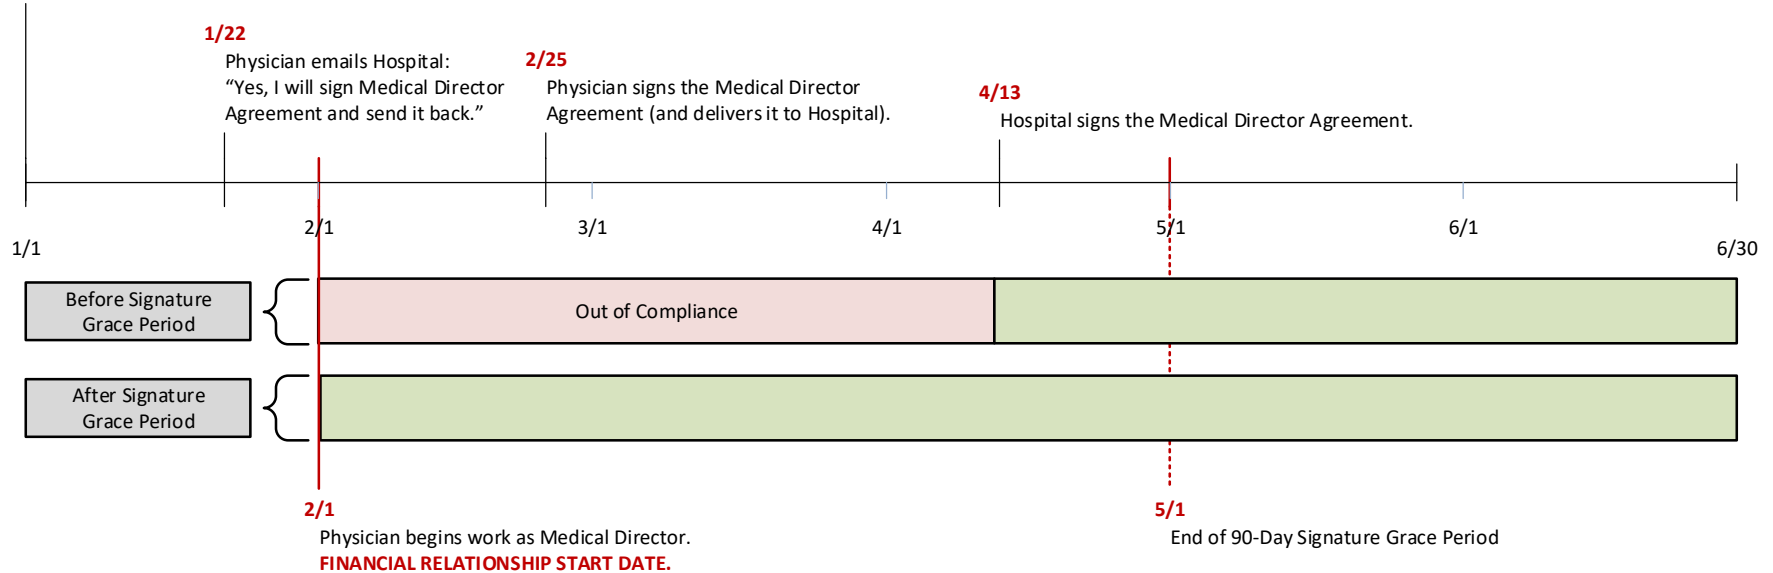 1/22
Physician emails Hospital:
“Yes, I will sign Medical Director
Agreement and send it back.”
2/25
Physician signs the Medical Director
Agreement (and delivers it to Hospital).
4/13
Hospital signs the Medical Director Agreement.
1/1
2/1
3/1
4/1
5/1
6/1
6/30
Before Signature
Grace Period
Out of Compliance
After Signature
Grace Period
2/1
Physician begins work as Medical Director.
FINANCIAL RELATIONSHIP START DATE.
5/1
End of 90-Day Signature Grace Period